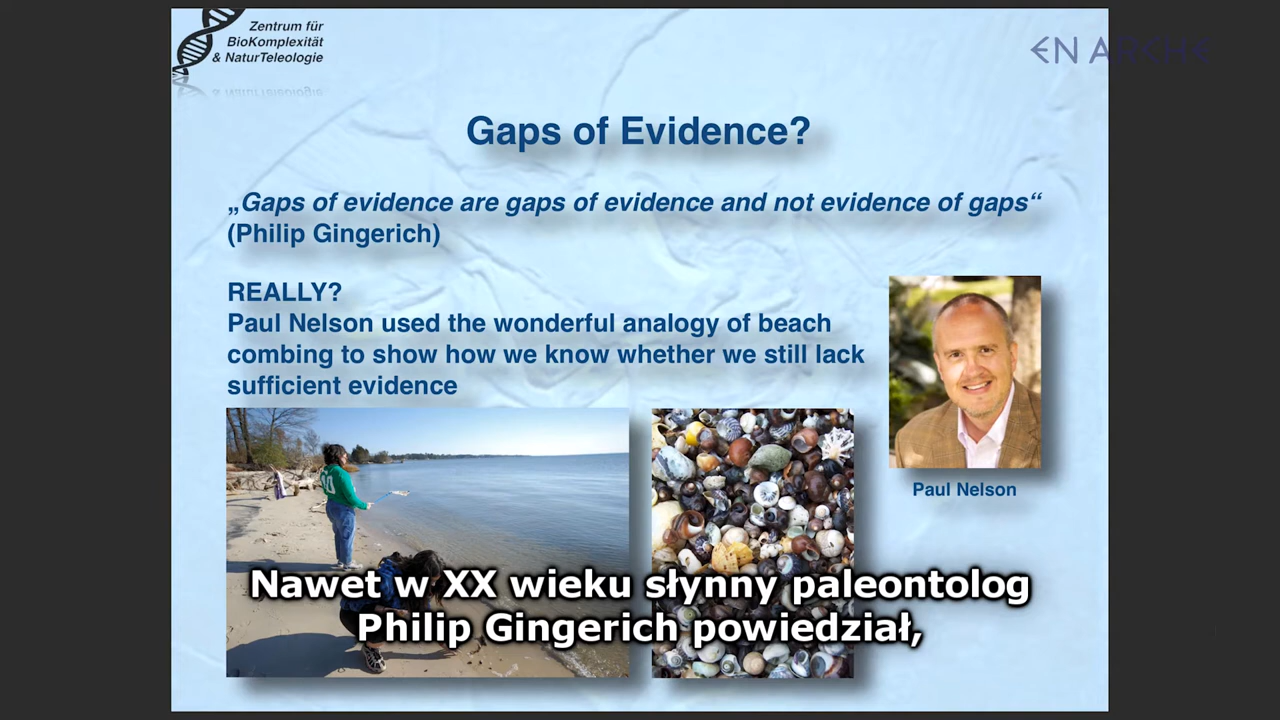 Zentrum für
BioKomplexität
& NaturTeleologie
EN ARCHE
Gaps of Evidence?
„Gaps of evidence are gaps of evidence and not evidence of gaps“
(Philip Gingerich)
REALLY?
Paul Nelson used the wonderful analogy of beach
combing to show how we know whether we still lack
sufficient evidence
Paul Nelson
Nawet w XX wieku słynny paleontolog
Philip Gingerich powiedział,